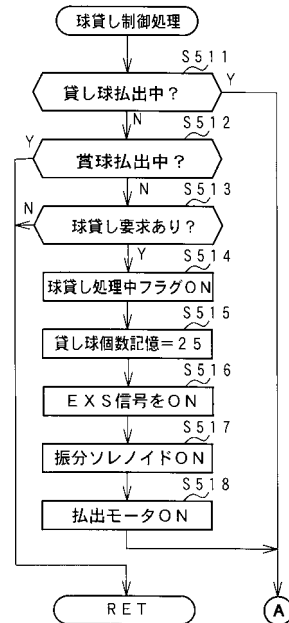 球貸し制御処理
S511
貸し球払出中？
Y
N
S512
Y
賞球払出中？
N
S513
N
球貸し要求あり？
Y
S514
球貸し処理中フラグON
S515
貸し球個数記憶＝25
S516
EXS信号をON
S517
振分ソレノイドON
S518
払出モータON
RET
A